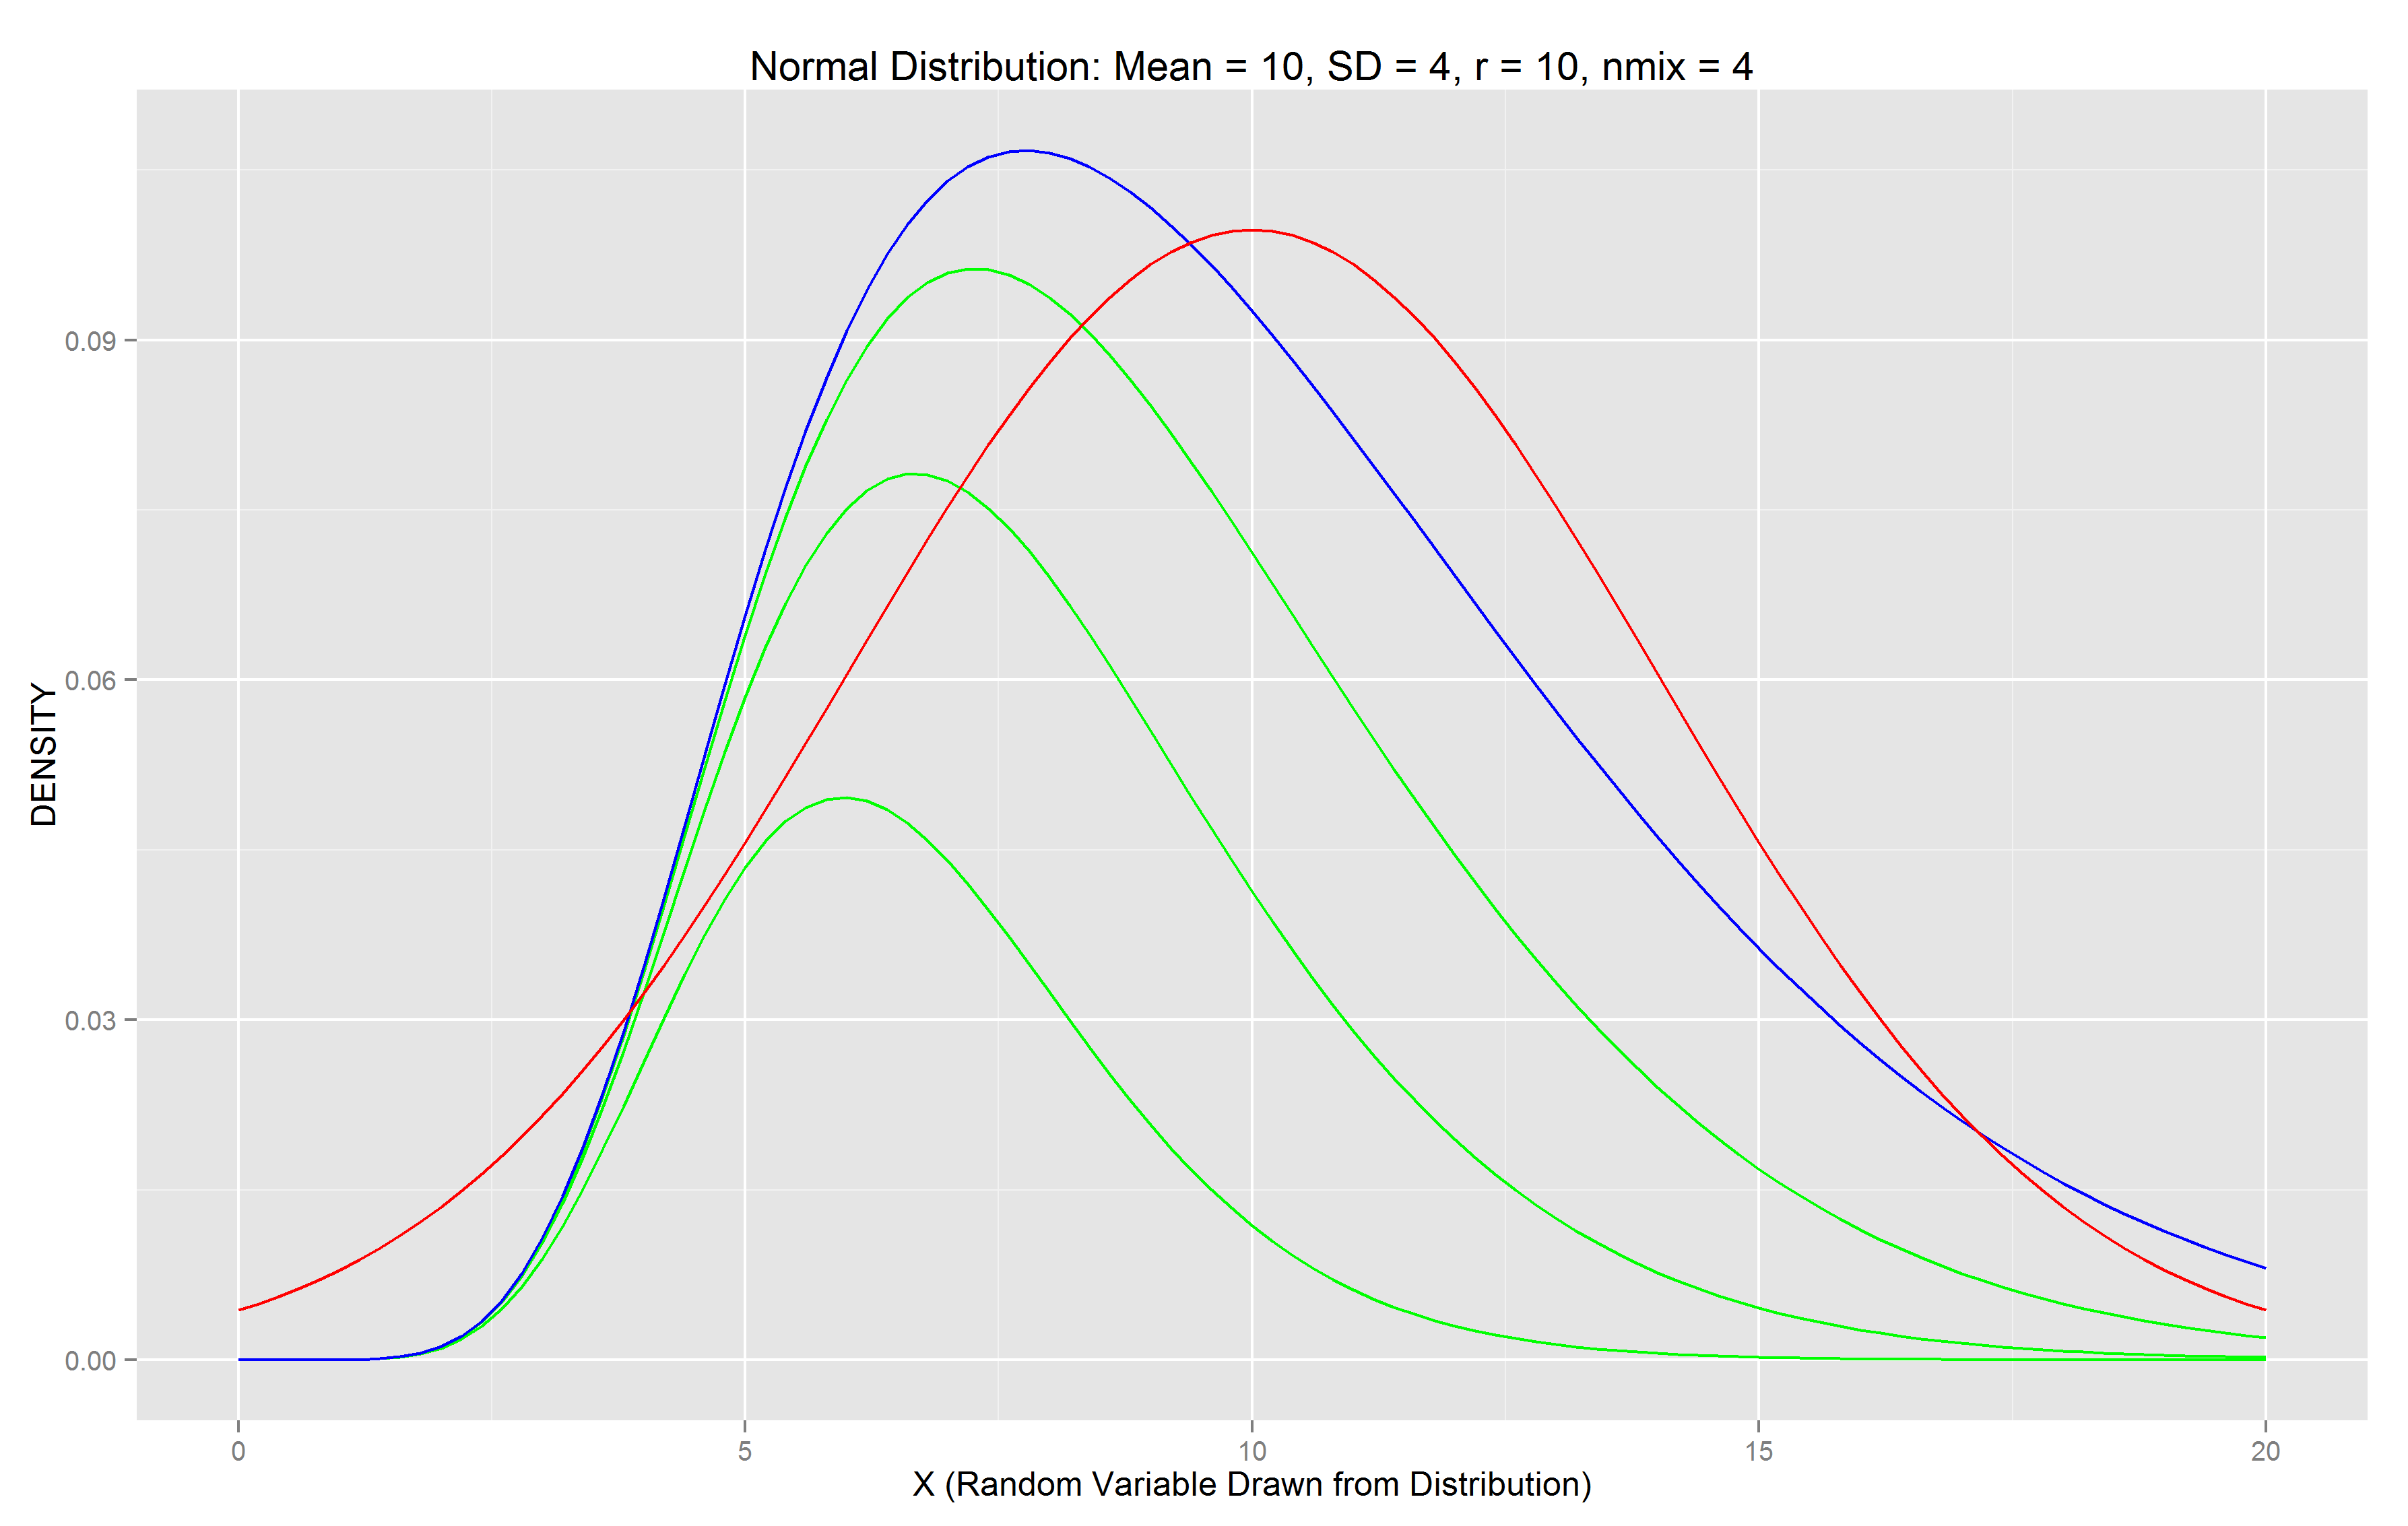 Normal Distribution: Mean = 10, SD = 4, r = 10, nmix = 4
DENSITY
0.09
0.06
0.03
0.00
0 5 10 15 20
X (Random Variable Drawn from Distribution)